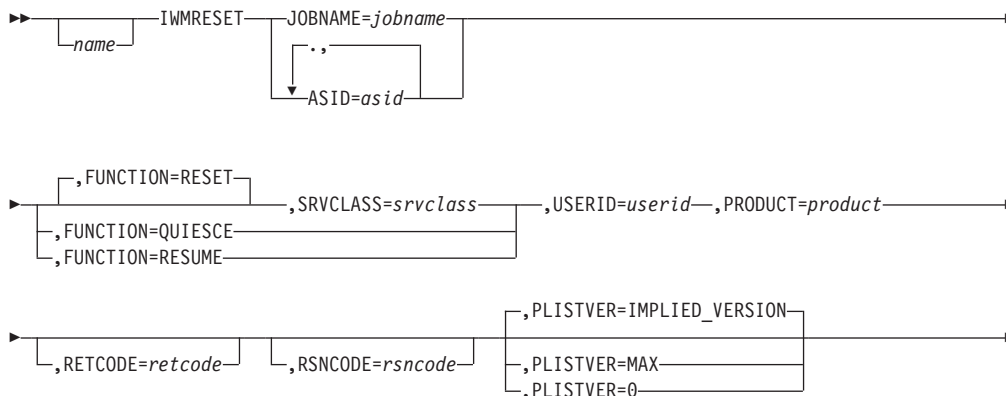 IWMRESET JOBNAME=jobname
name
.,
ASID=asid
,FUNCTION=RESET
,SRVCLASS=srvclass ,USERID=userid ,PRODUCT=product
,FUNCTION=QUIESCE
,FUNCTION=RESUME
,PLISTVER=IMPLIED_VERSION
,RETCODE=retcode ,RSNCODE=rsncode ,PLISTVER=MAX
,PLISTVER=0